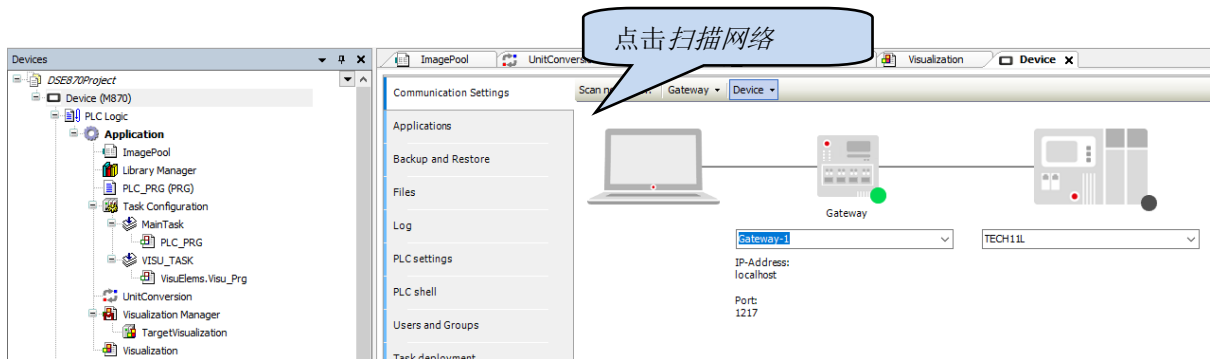 点击扫描网络
Devices
DSE870Project
Device (M870)
PLC Logic
Application
ImagePool
Library Manager
PLC_PRG (PRG)
Task Configuration
MainTask
PLC_PRG
VISU_TASK
VisuElems.Visu_Prg
UnitConversion
Visualization Manager
TargetVisualization
Visualization
ImagePool
Visualization
Device
Communication Settings
Applications
Backup and Restore
Files
Log
PLC settings
PLC shell
Users and Groups
Task deployment
Gateway
Device
Gateway
Gateway-1
TECH11L
IP-Address:
localhost
Port:
1217